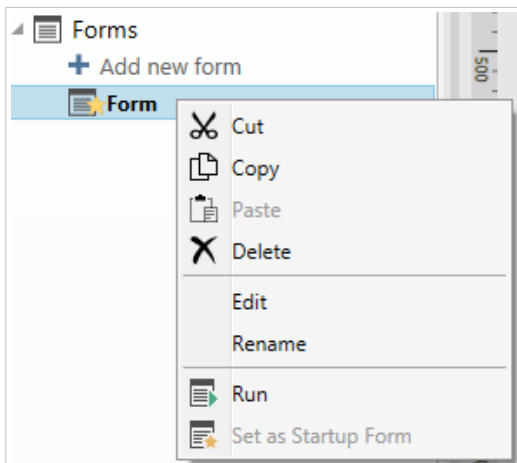 Forms
Add new form
Form
500
Cut
Copy
Paste
Delete
Edit
Rename
Run
Set as Startup Form